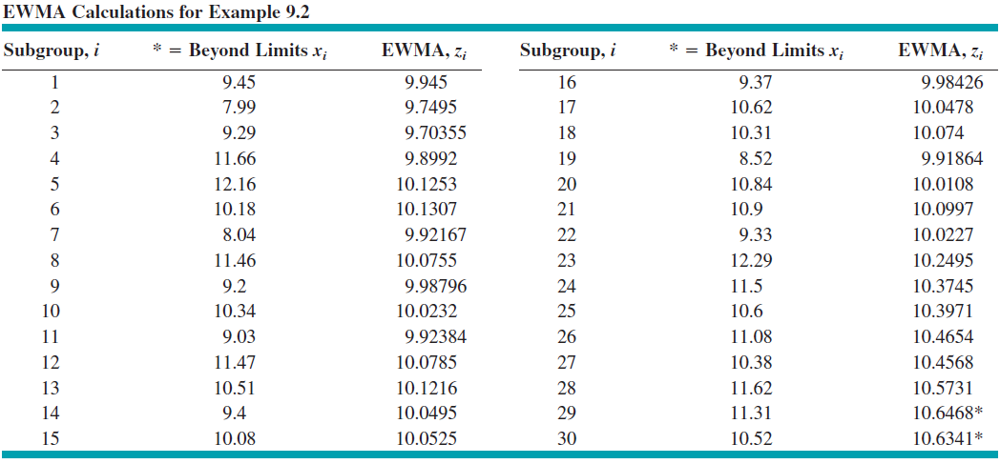 EWMA Calculations for Example 9.2
Subgroup, i * = Beyond Limits xi EWMA, zi Subgroup, i * = Beyond Limits xi EWMA, zi
1 9.45 9.945 16 9.37 9.98426
2 7.99 9.7495 17 10.62 10.0478
3 9.29 9.70355 18 10.31 10.074
4 11.66 9.8992 19 8.52 9.91864
5 12.16 10.1253 20 10.84 10.0108
6 10.18 10.1307 21 10.9 10.0997
7 8.04 9.92167 22 9.33 10.0227
8 11.46 10.0755 23 12.29 10.2495
9 9.2 9.98796 24 11.5 10.3745
10 10.34 10.0232 25 10.6 10.3971
11 9.03 9.92384 26 11.08 10.4654
12 11.47 10.0785 27 10.38 10.4568
13 10.51 10.1216 28 11.62 10.5731
14 9.4 10.0495 29 11.31 10.6468*
15 10.08 10.0525 30 10.52 10.6341*